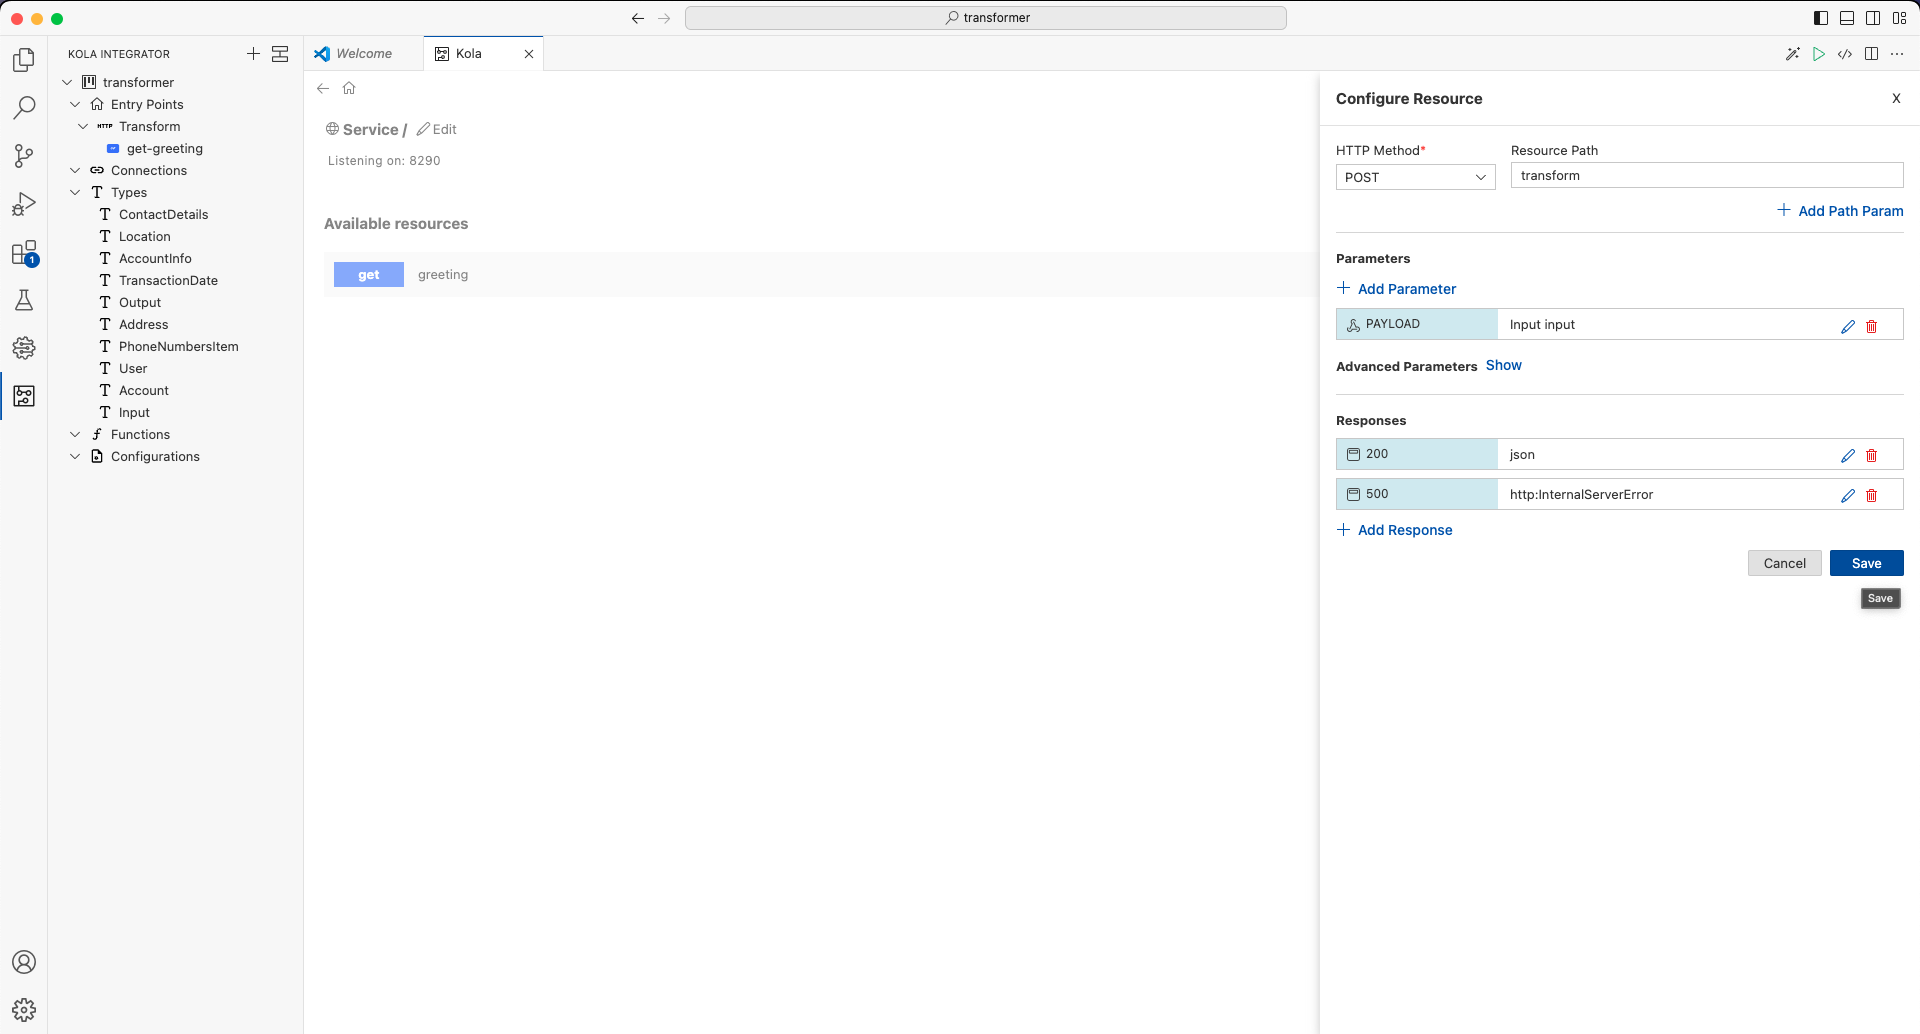 transformer
KOLA INTEGRATOR
transformer
Entry Points
HTTP Transform
get-greeting
Connections
Types
ContactDetails
Location
AccountInfo
TransactionDate
Output
Address
PhoneNumbersItem
User
Account
Input
Functions
Configurations
1
Welcome
Kola
Service / Edit
Listening on: 8290
Available resources
get greeting
Configure Resource X
HTTP Method* Resource Path
POST transform
Add Path Param
Parameters
Add Parameter
PAYLOAD Input input
Advanced Parameters Show
Responses
200 json
500 http:InternalServerError
Add Response
Cancel Save
Save